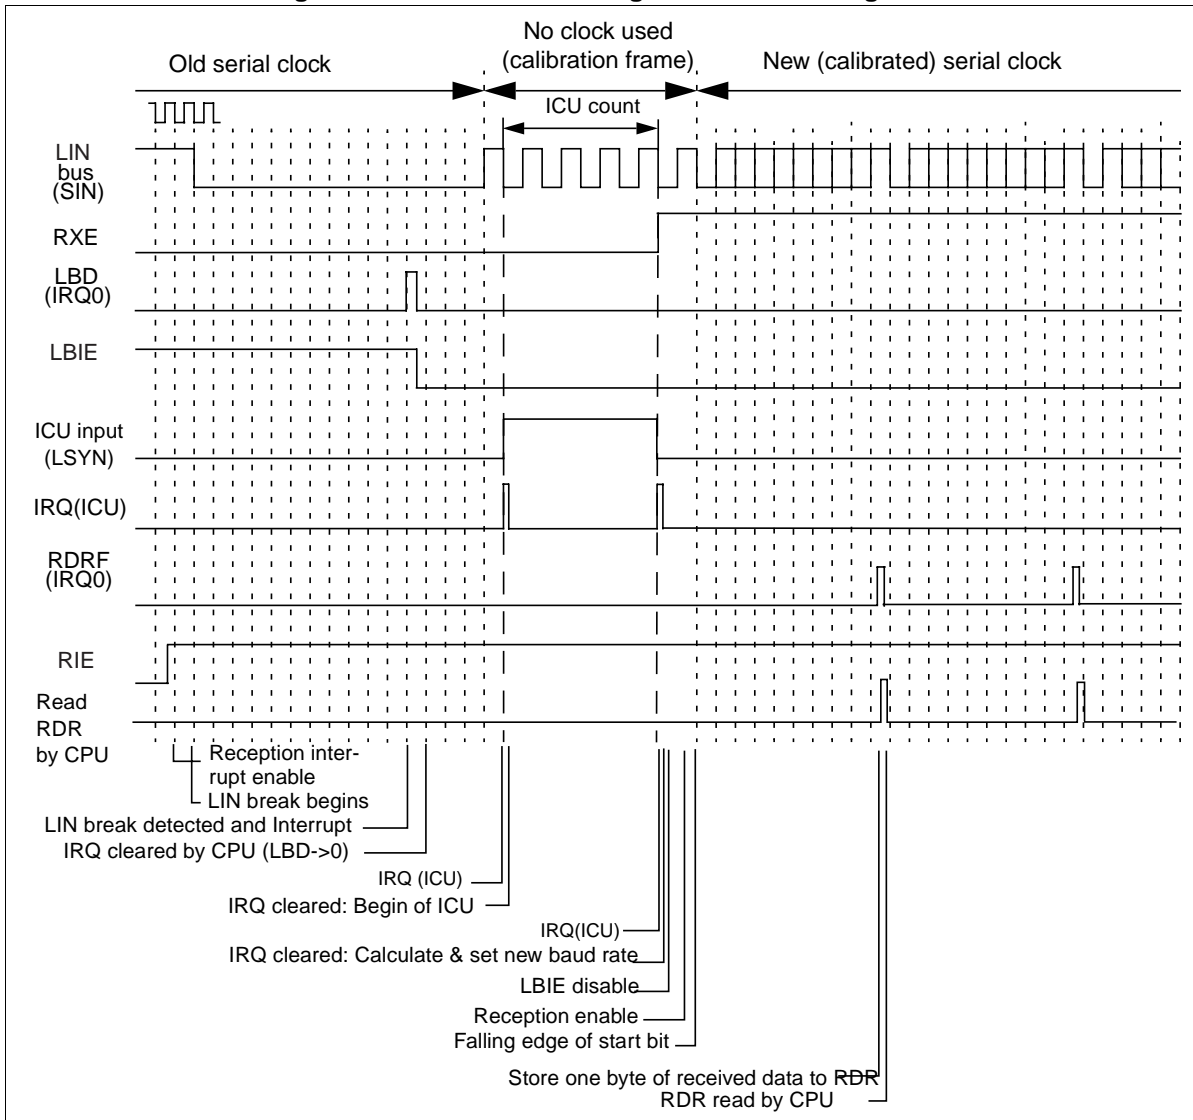 No clock used
Old serial clock
(calibration frame)
New (calibrated) serial clock
ICU count
LIN
bus
(SIN)
RXE
LBD
(IRQ0)
LBIE
ICU input
(LSYN)
IRQ(ICU)
RDRF
(IRQ0)
RIE
Read
RDR
by CPU
Reception inter-
rupt enable
LIN break begins
LIN break detected and Interrupt
IRQ cleared by CPU (LBD->0)
IRQ (ICU)
IRQ cleared: Begin of ICU
IRQ(ICU)
IRQ cleared: Calculate & set new baud rate
LBIE disable
Reception enable
Falling edge of start bit
Store one byte of received data to RDR
RDR read by CPU